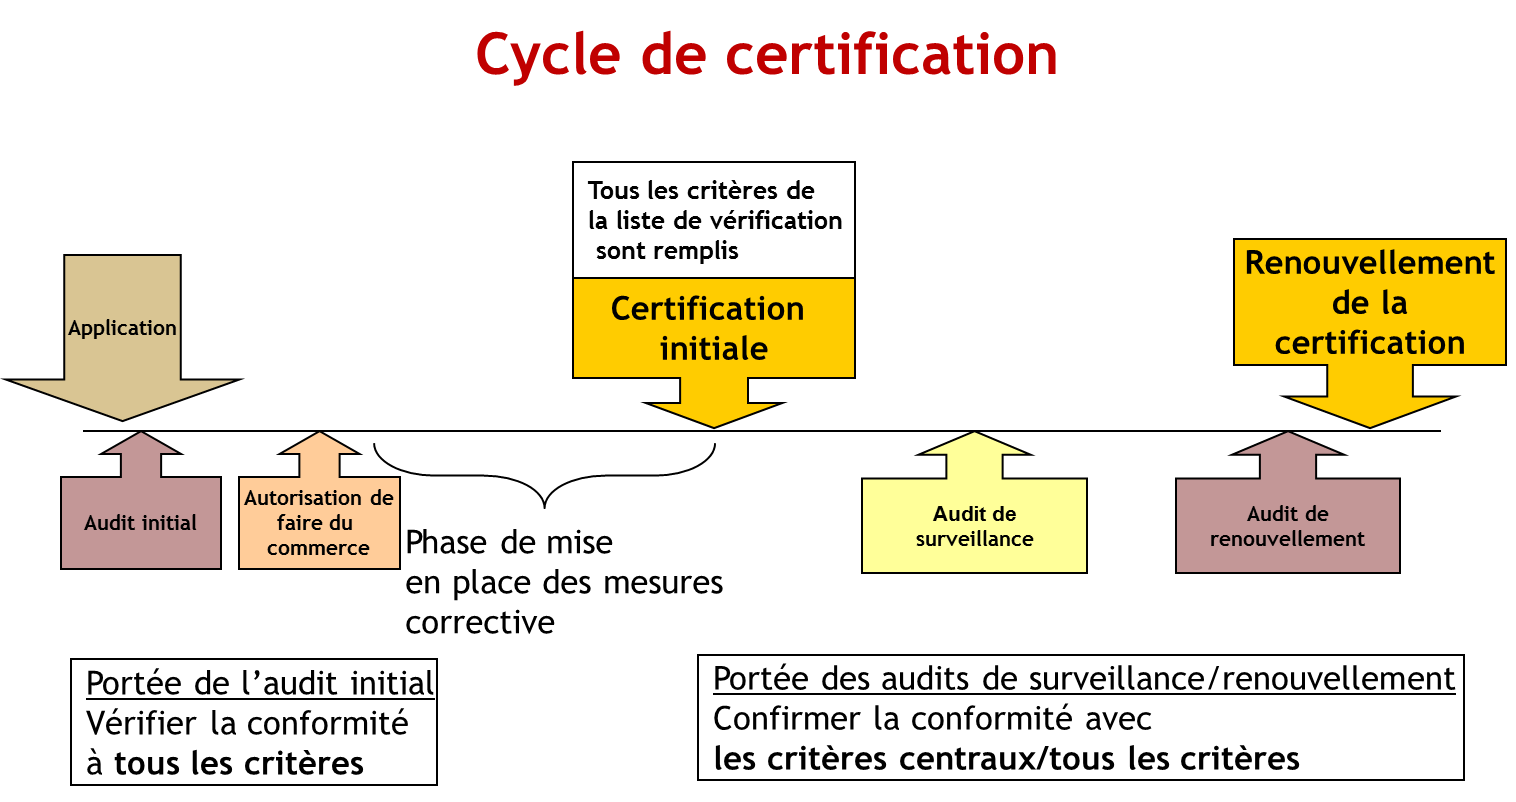 Cycle de certification
Tous les critères de
la liste de vérification
sont remplis
Certification
initiale
Renouvellement
de la
certification
Application
Audit initial
Autorisation de
faire du
commerce
Phase de mise
en place des mesures
corrective
Audit de
surveillance
Audit de
renouvellement
Portée de l’audit initial
Vérifier la conformité
à tous les critères
Portée des audits de surveillance/renouvellement
Confirmer la conformité avec
les critères centraux/tous les critères